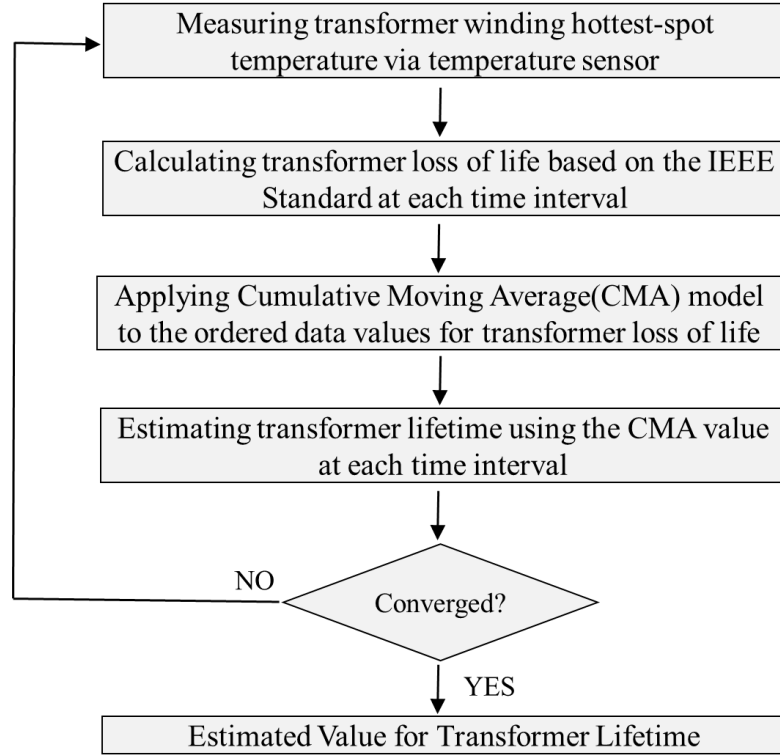 Measuring transformer winding hottest-spot
temperature via temperature sensor
Calculating transformer loss of life based on the IEEE
Standard at each time interval
Applying Cumulative Moving Average(CMA) model
to the ordered data values for transformer loss of life
Estimating transformer lifetime using the CMA value
at each time interval
NO
Converged?
YES
Estimated Value for Transformer Lifetime